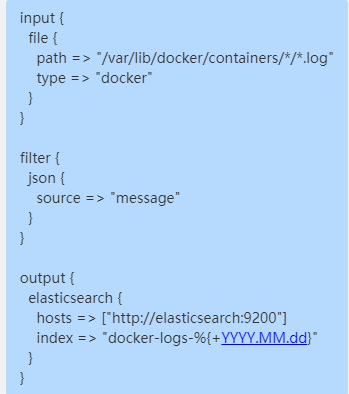 input {
  file {
    path => "/var/lib/docker/containers/*/*.log"
    type => "docker"
  }
}

filter {
  json {
    source => "message"
  }
}

output {
  elasticsearch {
    hosts => ["http://elasticsearch:9200"]
    index => "docker-logs-%{+YYYY.MM.dd}"
  }
}